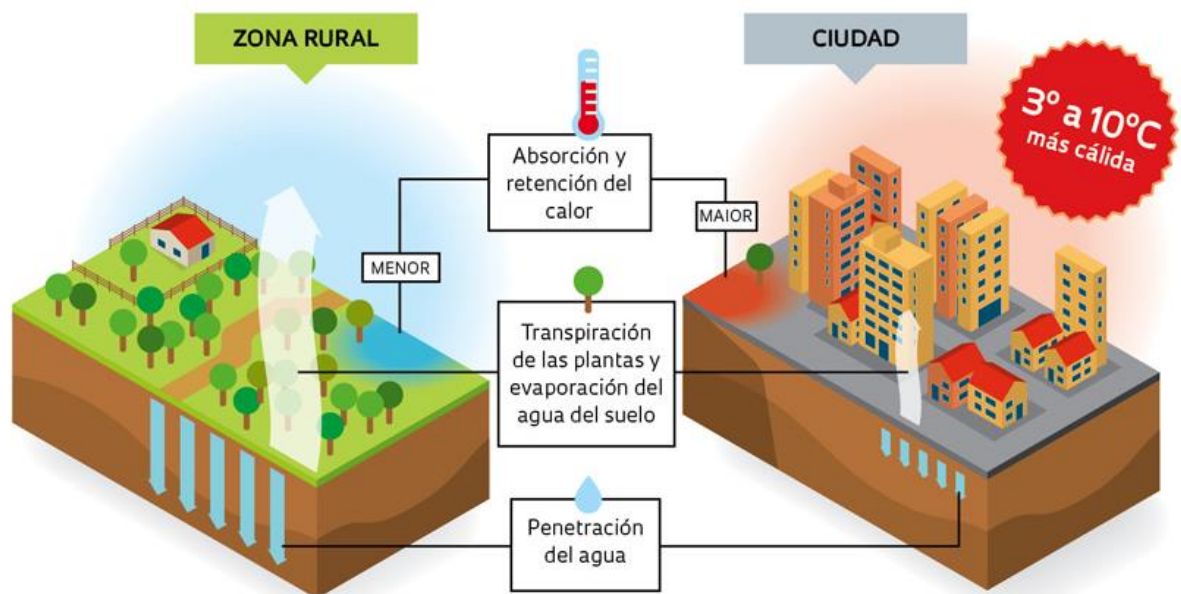 ZONA RURAL
CIUDAD
3º a 10ºC
más cálida
Absorción y
retención del
calor
MENOR
MAIOR
Transpiración
de las plantas y
evaporación del
agua del suelo
Penetración
del agua